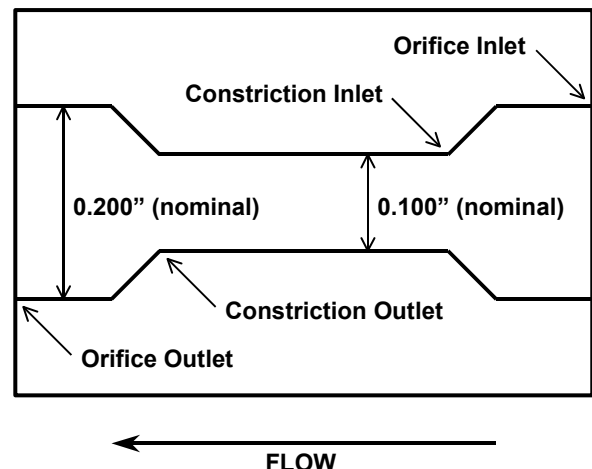 Orifice Inlet
Constriction Inlet
0.200” (nominal)
0.100” (nominal)
Constriction Outlet
Orifice Outlet
FLOW